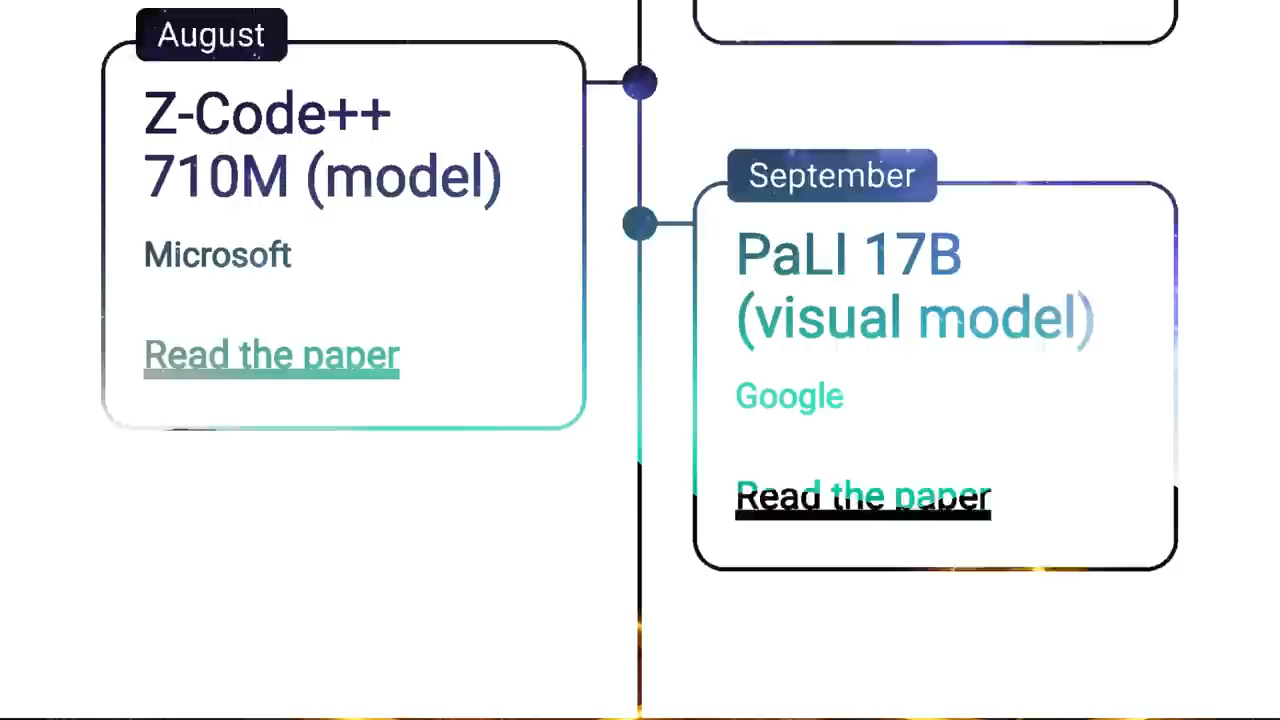 August
Z-Code++
710M (model)
Microsoft
Read the paper
September
PaLI 17B
(visual model)
Google
Read the paper